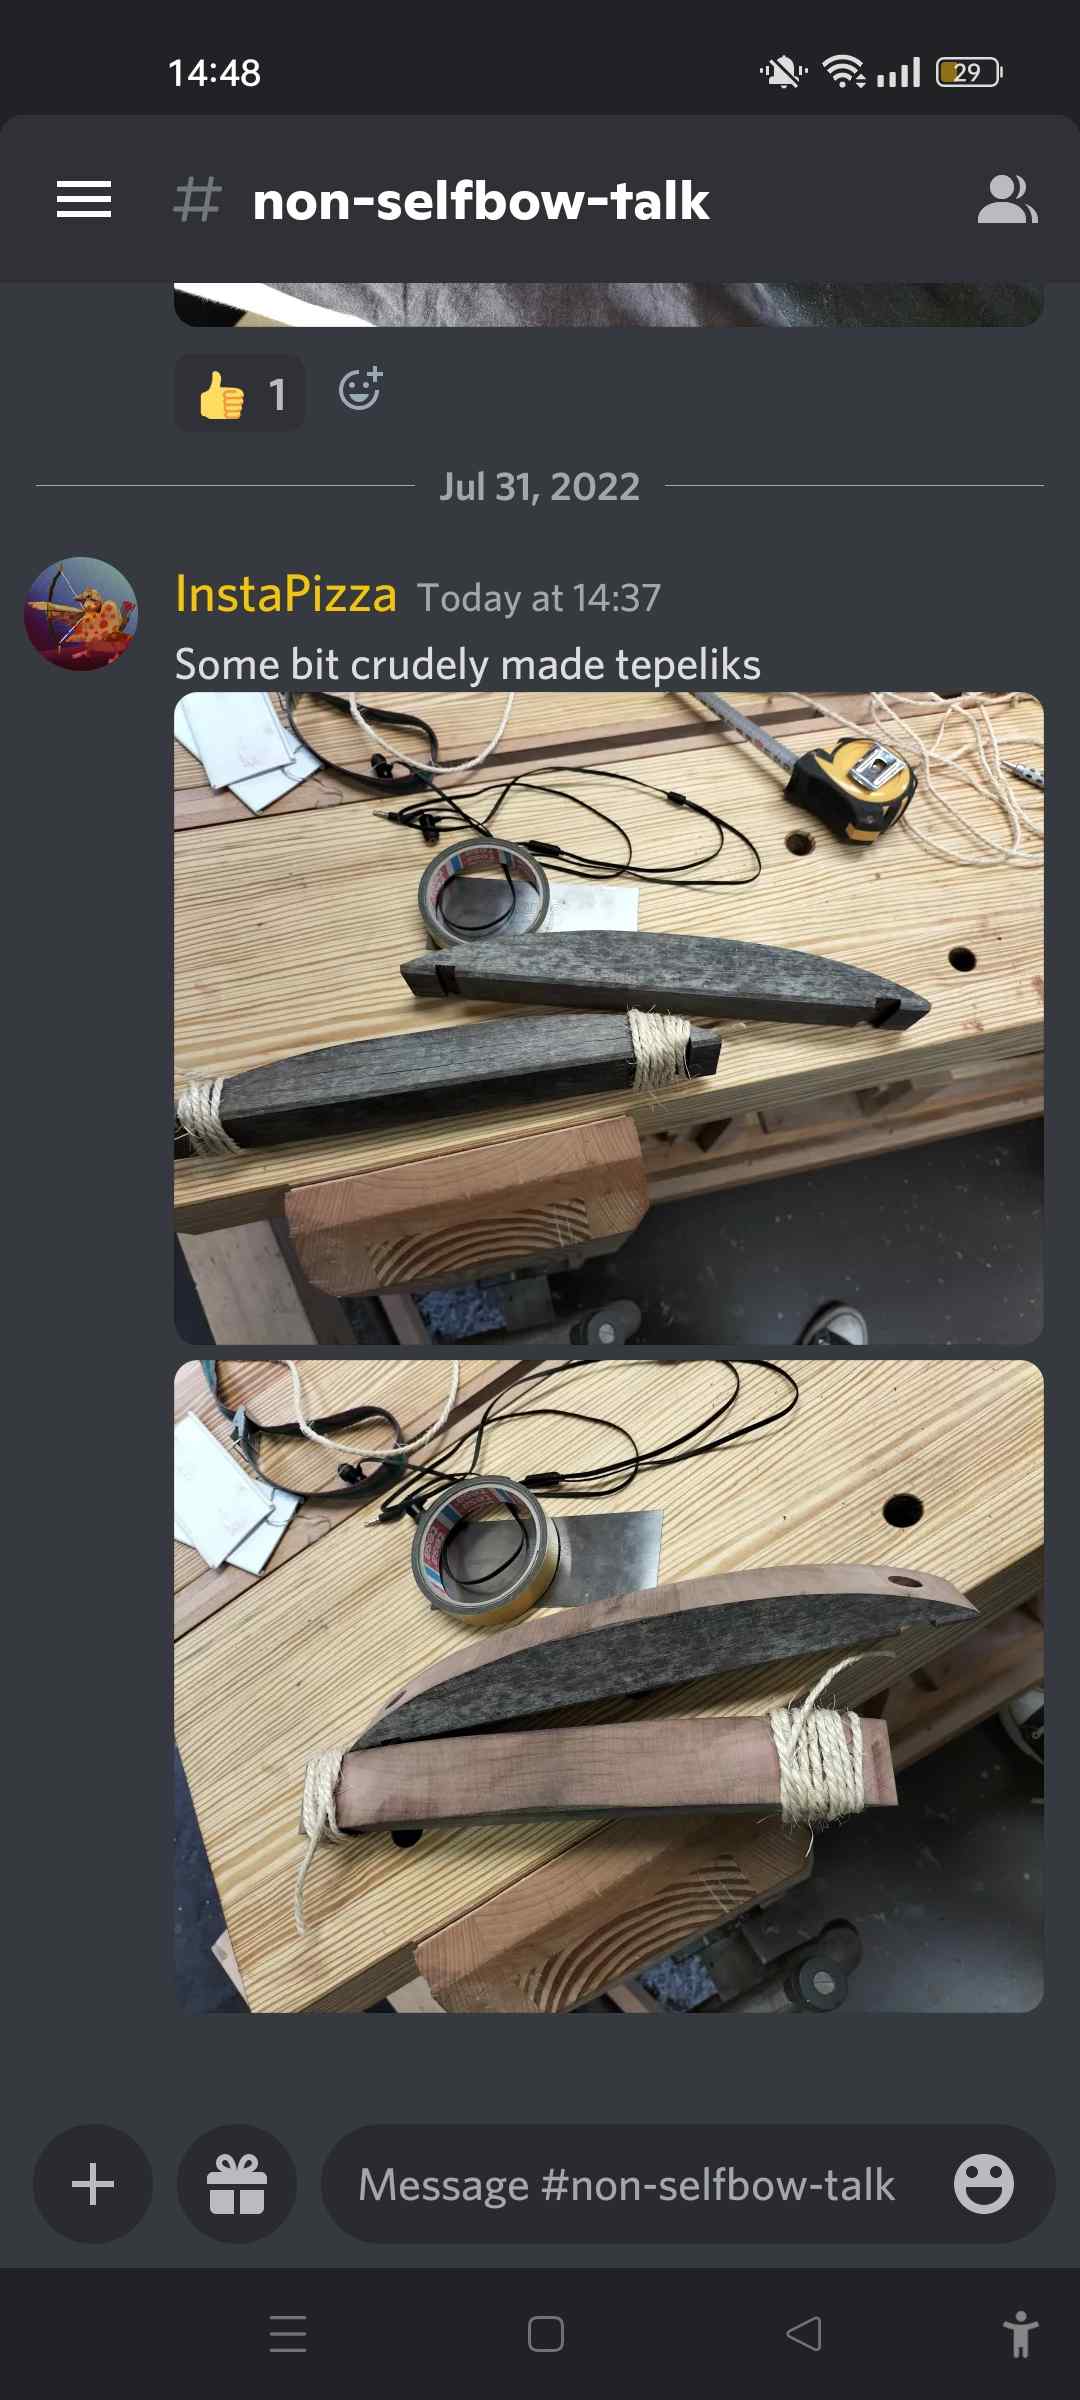 14:48
29
# non-selfbow-talk
👍 1
Jul 31, 2022
InstaPizza Today at 14:37
Some bit crudely made tepeliks
Message #non-selfbow-talk